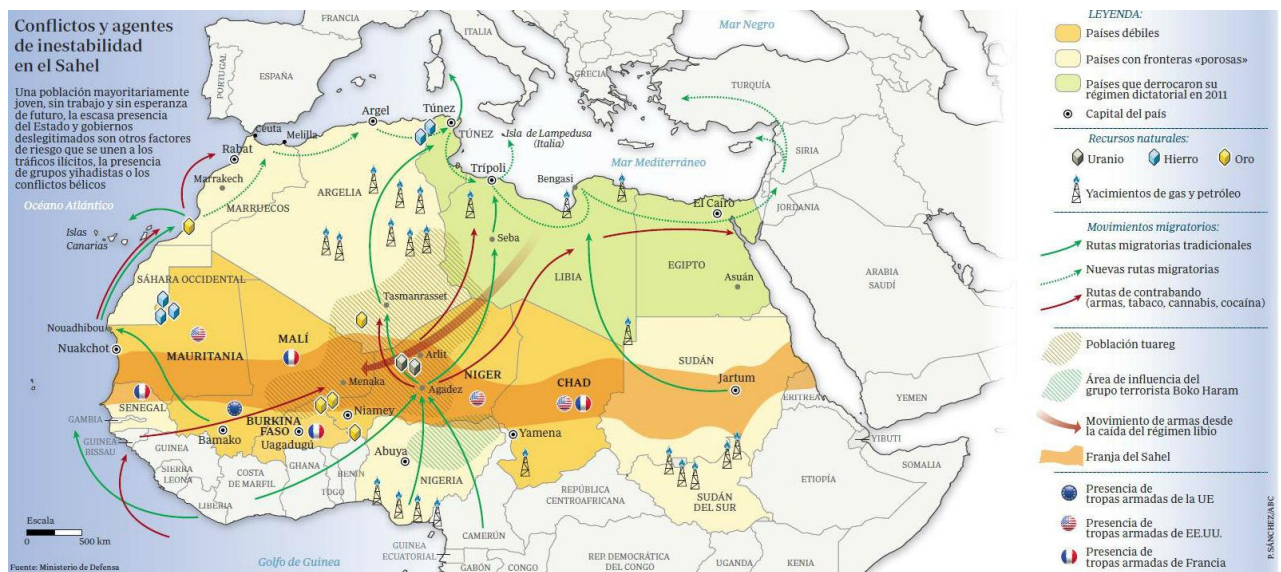 Conflictos y agentes
de inestabilidad
en el Sahel
Una población mayoritariamente
joven, sin trabajo y sin esperanza
de futuro, la escasa presencia
del Estado y gobiernos
deslegitimados son otros factores
de riesgo que se unen a los
tráficos ilícitos, la presencia
de grupos yihadistas o los
conflictos bélicos
Océano Atlántico
FRANCIA
ITALIA
Mar Negro
PORTUGAL
ESPAÑA
GRECIA
TURQUÍA
Ceuta
Melilla
Argel
Túnez
TÚNEZ
Isla de Lampedusa
(Italia)
SIRIA
Rabat
Mar Mediterráneo
Trípoli
Bengasi
Marrakech
ARGELIA
El Cairo
JORDANIA
MARRUECOS
Islas
Canarias
Seba
LIBIA
EGIPTO
Asuán
ARABIA
SAUDÍ
SÁHARA OCCIDENTAL
Tasmanrasset
Nouadhibou
Nuakchot
MAURITANIA
MALÍ
Arlit
NIGER
CHAD
SUDÁN
Menaka
Agadez
Jartum
ERITREA
YEMEN
SENEGAL
GAMBIA
GUINEA
BISSAU
BURKINA
FASO
Niamey
Bamako
Uagadugú
Yamena
YIBUTI
GUINEA
SIERRA
LEONA
COSTA
DE MARFIL
GHANA
BENÍN
TOGO
Abuya
NIGERIA
SOMALIA
LIBERIA
REPÚBLICA
CENTROAFRICANA
SUDÁN
DEL SUR
ETIOPÍA
CAMERÚN
GUINEA
ECUATORIAL
GABÓN
CONGO
REP. DEMOCRÁTICA
DEL CONGO
UGANDA
KENIA
Golfo de Guinea
Escala
0
500 km
Fuente: Ministerio de Defensa
LEYENDA:
Países débiles
Países con fronteras «porosas»
Países que derrocaron su
régimen dictatorial en 2011
Capital del país
Recursos naturales:
Uranio
Hierro
Oro
Yacimientos de gas y petróleo
Movimientos migratorios:
Rutas migratorias tradicionales
Nuevas rutas migratorias
Rutas de contrabando
(armas, tabaco, cannabis, cocaína)
Población tuareg
Área de influencia del
grupo terrorista Boko Haram
Movimiento de armas desde
la caída del régimen libio
Franja del Sahel
Presencia de
tropas armadas de la UE
Presencia de
tropas armadas de EE.UU.
Presencia de
tropas armadas de Francia
P. SÁNCHEZ/ABC